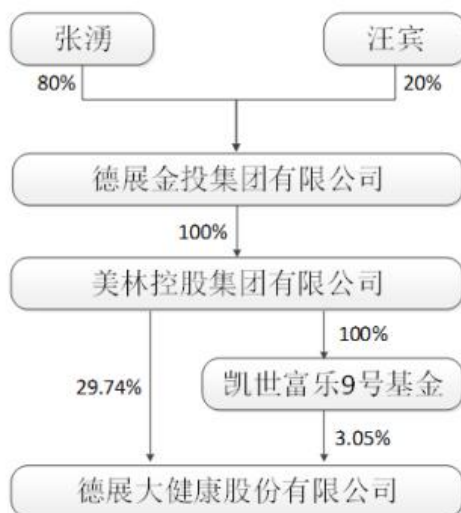 张湧
汪宾
80%
20%
德展金投集团有限公司
100%
美林控股集团有限公司
100%
29.74%
凯世富乐9号基金
3.05%
德展大健康股份有限公司